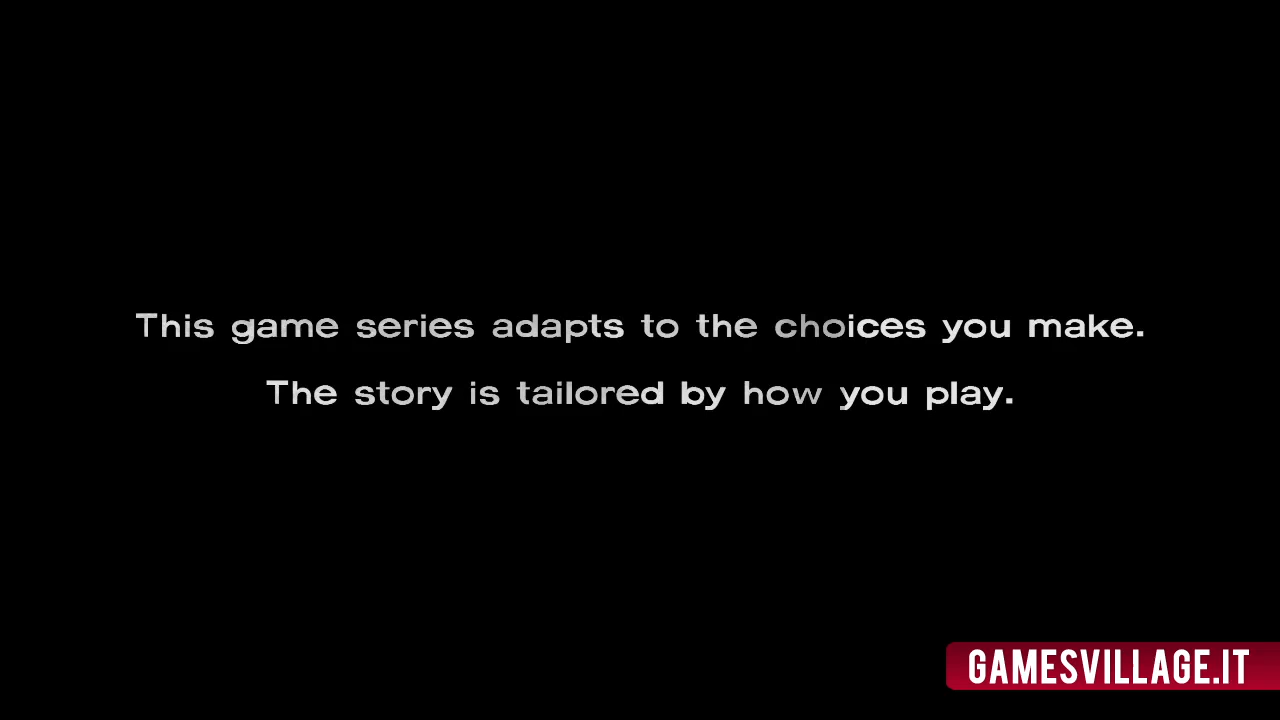 This game series adapts to the choices you make.
The story is tailored by how you play.
GAMESVILLAGE.IT